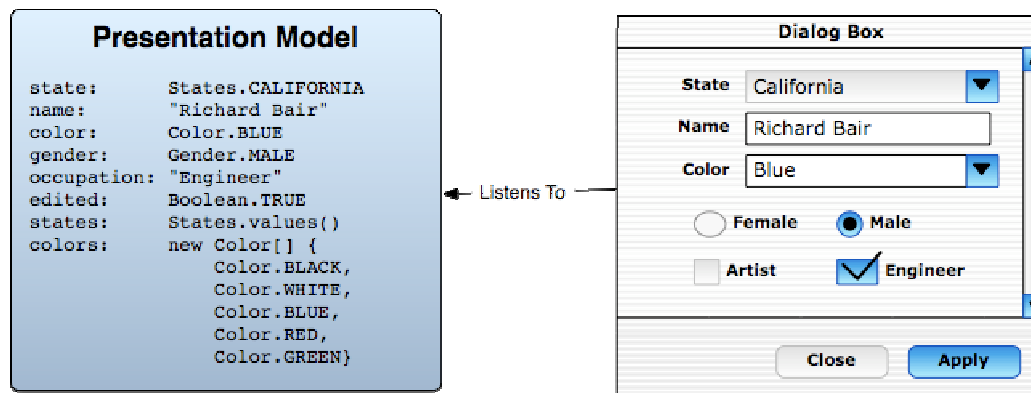 Presentation Model
state: States.CALIFORNIA
name: "Richard Bair"
color: Color.BLUE
gender: Gender.MALE
occupation: "Engineer"
edited: Boolean.TRUE
states: States.values()
colors: new Color[] {
Color.BLACK,
Color.WHITE,
Color.BLUE,
Color.RED,
Color.GREEN}
Listens To
Dialog Box
State California
Name Richard Bair
Color Blue
Female Male
Artist Engineer
Close Apply